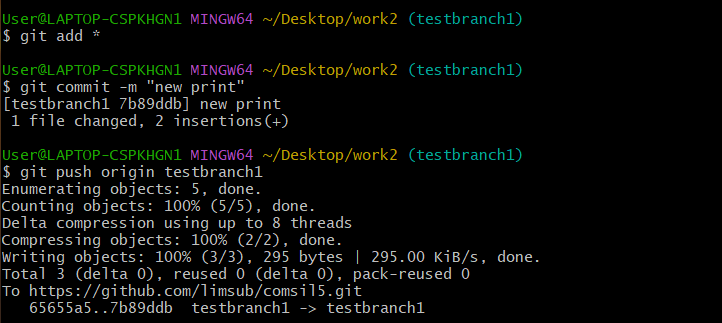 User@LAPTOP-CSPKHGN1 MINGW64 ~/Desktop/work2 (testbranch1)
$ git add *
User@LAPTOP-CSPKHGN1 MINGW64 ~/Desktop/work2 (testbranch1)
$ git commit -m "new print"
[testbranch1 7b89ddb] new print
 1 file changed, 2 insertions(+)
User@LAPTOP-CSPKHGN1 MINGW64 ~/Desktop/work2 (testbranch1)
$ git push origin testbranch1
Enumerating objects: 5, done.
Counting objects: 100% (5/5), done.
Delta compression using up to 8 threads
Compressing objects: 100% (2/2), done.
Writing objects: 100% (3/3), 295 bytes | 295.00 KiB/s, done.
Total 3 (delta 0), reused 0 (delta 0), pack-reused 0
To https://github.com/limsub/comsil5.git
   65655a5..7b89ddb  testbranch1 -> testbranch1